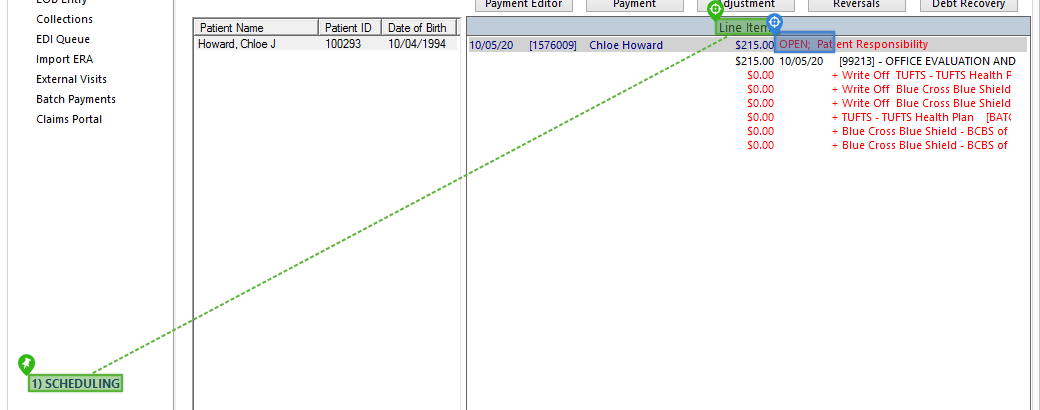 EOB Entry
Collections
EDI Queue
Import ERA
External Visits
Batch Payments
Claims Portal
1) SCHEDULING
Patient Name Patient ID Date of Birth
Howard, Chloe J 100293 10/04/1994
Payment Editor Payment Adjustment Reversals Debt Recovery
Line Item
10/05/20 [1576009] Chloe Howard $215.00 OPEN; Patient Responsibility
$215.00 10/05/20 [99213] - OFFICE EVALUATION AND
$0.00 + Write Off TUFTS - TUFTS Health P
$0.00 + Write Off Blue Cross Blue Shield
$0.00 + Write Off Blue Cross Blue Shield
$0.00 + TUFTS - TUFTS Health Plan [BATC
$0.00 + Blue Cross Blue Shield - BCBS of
$0.00 + Blue Cross Blue Shield - BCBS of